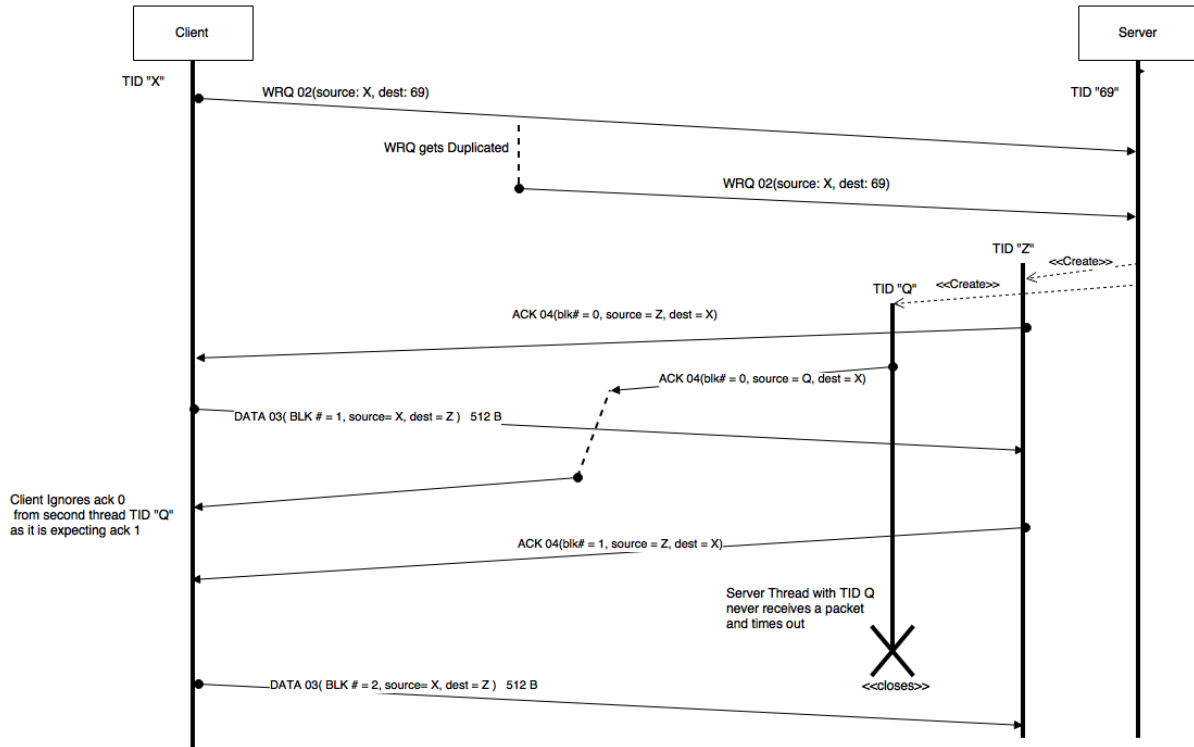 Client
Server
TID "X"
TID "69"
WRQ 02(source: X, dest: 69)
WRQ gets Duplicated
WRQ 02(source: X, dest: 69)
TID "Z"
<<Create>>
TID "Q"
<<Create>>
ACK 04(blk# = 0, source = Z, dest = X)
ACK 04(blk# = 0, source = Q, dest = X)
DATA 03( BLK # = 1, source= X, dest = Z ) 512 B
Client Ignores ack 0
from second thread TID "Q"
as it is expecting ack 1
ACK 04(blk# = 1, source = Z, dest = X)
Server Thread with TID Q
never receives a packet
and times out
<<closes>>
DATA 03( BLK # = 2, source= X, dest = Z ) 512 B